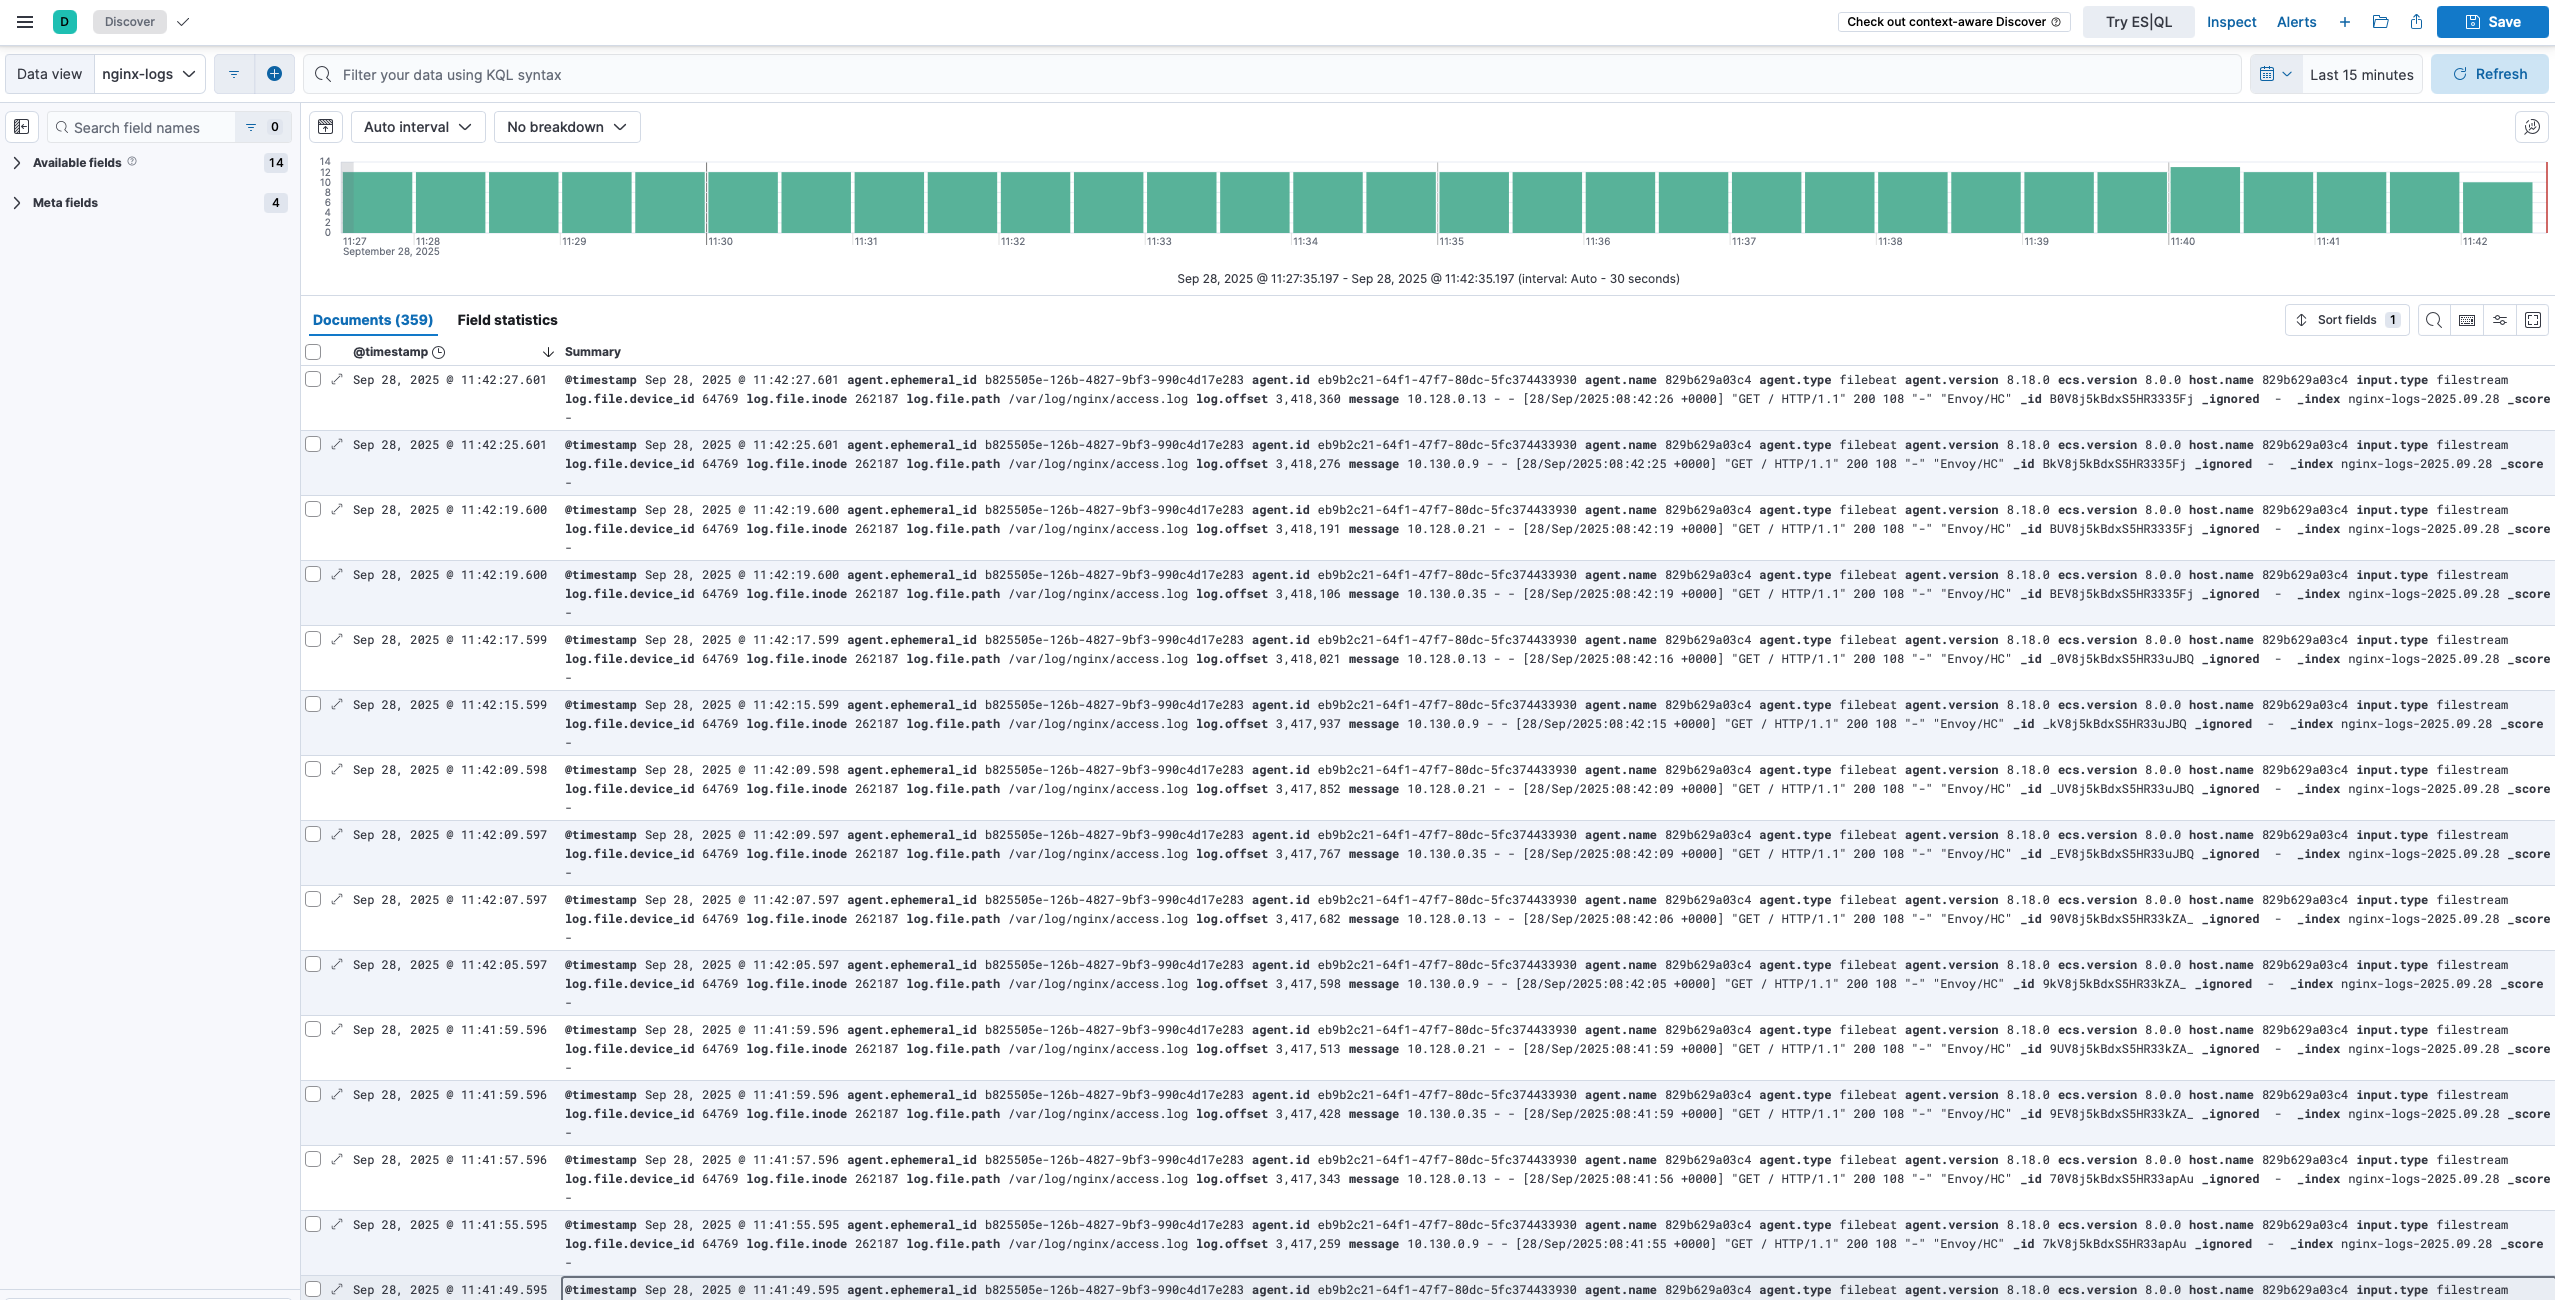 D Discover Check out context-aware Discover Try ES|QL Inspect Alerts Save
Data view nginx-logs Filter your data using KQL syntax Last 15 minutes Refresh
Search field names 0 Auto interval No breakdown
Available fields 14
Meta fields 4
14
12
10
8
6
4
2
0
11:27 11:28 11:29 11:30 11:31 11:32 11:33 11:34 11:35 11:36 11:37 11:38 11:39 11:40 11:41 11:42
September 28, 2025
Sep 28, 2025 @ 11:27:35.197 - Sep 28, 2025 @ 11:42:35.197 (interval: Auto - 30 seconds)
Documents (359) Field statistics Sort fields 1
@timestamp Summary
Sep 28, 2025 @ 11:42:27.601 @timestamp Sep 28, 2025 @ 11:42:27.601 agent.ephemeral_id b825505e-126b-4827-9bf3-990c4d17e283 agent.id eb9b2c21-64f1-47f7-80dc-5fc374433930 agent.name 829b629a03c4 agent.type filebeat agent.version 8.18.0 ecs.version 8.0.0 host.name 829b629a03c4 input.type filestream
log.file.device_id 64769 log.file.inode 262187 log.file.path /var/log/nginx/access.log log.offset 3,418,360 message 10.128.0.13 - - [28/Sep/2025:08:42:26 +0000] "GET / HTTP/1.1" 200 108 "-" "Envoy/HC" _id B0V8j5kBdxS5HR3335Fj _ignored - _index nginx-logs-2025.09.28 _score
-
Sep 28, 2025 @ 11:42:25.601 @timestamp Sep 28, 2025 @ 11:42:25.601 agent.ephemeral_id b825505e-126b-4827-9bf3-990c4d17e283 agent.id eb9b2c21-64f1-47f7-80dc-5fc374433930 agent.name 829b629a03c4 agent.type filebeat agent.version 8.18.0 ecs.version 8.0.0 host.name 829b629a03c4 input.type filestream
log.file.device_id 64769 log.file.inode 262187 log.file.path /var/log/nginx/access.log log.offset 3,418,276 message 10.130.0.9 - - [28/Sep/2025:08:42:25 +0000] "GET / HTTP/1.1" 200 108 "-" "Envoy/HC" _id BkV8j5kBdxS5HR3335Fj _ignored - _index nginx-logs-2025.09.28 _score
-
Sep 28, 2025 @ 11:42:19.600 @timestamp Sep 28, 2025 @ 11:42:19.600 agent.ephemeral_id b825505e-126b-4827-9bf3-990c4d17e283 agent.id eb9b2c21-64f1-47f7-80dc-5fc374433930 agent.name 829b629a03c4 agent.type filebeat agent.version 8.18.0 ecs.version 8.0.0 host.name 829b629a03c4 input.type filestream
log.file.device_id 64769 log.file.inode 262187 log.file.path /var/log/nginx/access.log log.offset 3,418,191 message 10.128.0.21 - - [28/Sep/2025:08:42:19 +0000] "GET / HTTP/1.1" 200 108 "-" "Envoy/HC" _id BUV8j5kBdxS5HR3335Fj _ignored - _index nginx-logs-2025.09.28 _score
-
Sep 28, 2025 @ 11:42:19.600 @timestamp Sep 28, 2025 @ 11:42:19.600 agent.ephemeral_id b825505e-126b-4827-9bf3-990c4d17e283 agent.id eb9b2c21-64f1-47f7-80dc-5fc374433930 agent.name 829b629a03c4 agent.type filebeat agent.version 8.18.0 ecs.version 8.0.0 host.name 829b629a03c4 input.type filestream
log.file.device_id 64769 log.file.inode 262187 log.file.path /var/log/nginx/access.log log.offset 3,418,106 message 10.130.0.35 - - [28/Sep/2025:08:42:19 +0000] "GET / HTTP/1.1" 200 108 "-" "Envoy/HC" _id BEV8j5kBdxS5HR3335Fj _ignored - _index nginx-logs-2025.09.28 _score
-
Sep 28, 2025 @ 11:42:17.599 @timestamp Sep 28, 2025 @ 11:42:17.599 agent.ephemeral_id b825505e-126b-4827-9bf3-990c4d17e283 agent.id eb9b2c21-64f1-47f7-80dc-5fc374433930 agent.name 829b629a03c4 agent.type filebeat agent.version 8.18.0 ecs.version 8.0.0 host.name 829b629a03c4 input.type filestream
log.file.device_id 64769 log.file.inode 262187 log.file.path /var/log/nginx/access.log log.offset 3,418,021 message 10.128.0.13 - - [28/Sep/2025:08:42:16 +0000] "GET / HTTP/1.1" 200 108 "-" "Envoy/HC" _id _0V8j5kBdxS5HR33uJBQ _ignored - _index nginx-logs-2025.09.28 _score
-
Sep 28, 2025 @ 11:42:15.599 @timestamp Sep 28, 2025 @ 11:42:15.599 agent.ephemeral_id b825505e-126b-4827-9bf3-990c4d17e283 agent.id eb9b2c21-64f1-47f7-80dc-5fc374433930 agent.name 829b629a03c4 agent.type filebeat agent.version 8.18.0 ecs.version 8.0.0 host.name 829b629a03c4 input.type filestream
log.file.device_id 64769 log.file.inode 262187 log.file.path /var/log/nginx/access.log log.offset 3,417,937 message 10.130.0.9 - - [28/Sep/2025:08:42:15 +0000] "GET / HTTP/1.1" 200 108 "-" "Envoy/HC" _id _kV8j5kBdxS5HR33uJBQ _ignored - _index nginx-logs-2025.09.28 _score
-
Sep 28, 2025 @ 11:42:09.598 @timestamp Sep 28, 2025 @ 11:42:09.598 agent.ephemeral_id b825505e-126b-4827-9bf3-990c4d17e283 agent.id eb9b2c21-64f1-47f7-80dc-5fc374433930 agent.name 829b629a03c4 agent.type filebeat agent.version 8.18.0 ecs.version 8.0.0 host.name 829b629a03c4 input.type filestream
log.file.device_id 64769 log.file.inode 262187 log.file.path /var/log/nginx/access.log log.offset 3,417,852 message 10.128.0.21 - - [28/Sep/2025:08:42:09 +0000] "GET / HTTP/1.1" 200 108 "-" "Envoy/HC" _id _UV8j5kBdxS5HR33uJBQ _ignored - _index nginx-logs-2025.09.28 _score
-
Sep 28, 2025 @ 11:42:09.597 @timestamp Sep 28, 2025 @ 11:42:09.597 agent.ephemeral_id b825505e-126b-4827-9bf3-990c4d17e283 agent.id eb9b2c21-64f1-47f7-80dc-5fc374433930 agent.name 829b629a03c4 agent.type filebeat agent.version 8.18.0 ecs.version 8.0.0 host.name 829b629a03c4 input.type filestream
log.file.device_id 64769 log.file.inode 262187 log.file.path /var/log/nginx/access.log log.offset 3,417,767 message 10.130.0.35 - - [28/Sep/2025:08:42:09 +0000] "GET / HTTP/1.1" 200 108 "-" "Envoy/HC" _id _EV8j5kBdxS5HR33uJBQ _ignored - _index nginx-logs-2025.09.28 _score
-
Sep 28, 2025 @ 11:42:07.597 @timestamp Sep 28, 2025 @ 11:42:07.597 agent.ephemeral_id b825505e-126b-4827-9bf3-990c4d17e283 agent.id eb9b2c21-64f1-47f7-80dc-5fc374433930 agent.name 829b629a03c4 agent.type filebeat agent.version 8.18.0 ecs.version 8.0.0 host.name 829b629a03c4 input.type filestream
log.file.device_id 64769 log.file.inode 262187 log.file.path /var/log/nginx/access.log log.offset 3,417,682 message 10.128.0.13 - - [28/Sep/2025:08:42:06 +0000] "GET / HTTP/1.1" 200 108 "-" "Envoy/HC" _id 90V8j5kBdxS5HR33kZA_ _ignored - _index nginx-logs-2025.09.28 _score
-
Sep 28, 2025 @ 11:42:05.597 @timestamp Sep 28, 2025 @ 11:42:05.597 agent.ephemeral_id b825505e-126b-4827-9bf3-990c4d17e283 agent.id eb9b2c21-64f1-47f7-80dc-5fc374433930 agent.name 829b629a03c4 agent.type filebeat agent.version 8.18.0 ecs.version 8.0.0 host.name 829b629a03c4 input.type filestream
log.file.device_id 64769 log.file.inode 262187 log.file.path /var/log/nginx/access.log log.offset 3,417,598 message 10.130.0.9 - - [28/Sep/2025:08:42:05 +0000] "GET / HTTP/1.1" 200 108 "-" "Envoy/HC" _id 9kV8j5kBdxS5HR33kZA_ _ignored - _index nginx-logs-2025.09.28 _score
-
Sep 28, 2025 @ 11:41:59.596 @timestamp Sep 28, 2025 @ 11:41:59.596 agent.ephemeral_id b825505e-126b-4827-9bf3-990c4d17e283 agent.id eb9b2c21-64f1-47f7-80dc-5fc374433930 agent.name 829b629a03c4 agent.type filebeat agent.version 8.18.0 ecs.version 8.0.0 host.name 829b629a03c4 input.type filestream
log.file.device_id 64769 log.file.inode 262187 log.file.path /var/log/nginx/access.log log.offset 3,417,513 message 10.128.0.21 - - [28/Sep/2025:08:41:59 +0000] "GET / HTTP/1.1" 200 108 "-" "Envoy/HC" _id 9UV8j5kBdxS5HR33kZA_ _ignored - _index nginx-logs-2025.09.28 _score
-
Sep 28, 2025 @ 11:41:59.596 @timestamp Sep 28, 2025 @ 11:41:59.596 agent.ephemeral_id b825505e-126b-4827-9bf3-990c4d17e283 agent.id eb9b2c21-64f1-47f7-80dc-5fc374433930 agent.name 829b629a03c4 agent.type filebeat agent.version 8.18.0 ecs.version 8.0.0 host.name 829b629a03c4 input.type filestream
log.file.device_id 64769 log.file.inode 262187 log.file.path /var/log/nginx/access.log log.offset 3,417,428 message 10.130.0.35 - - [28/Sep/2025:08:41:59 +0000] "GET / HTTP/1.1" 200 108 "-" "Envoy/HC" _id 9EV8j5kBdxS5HR33kZA_ _ignored - _index nginx-logs-2025.09.28 _score
-
Sep 28, 2025 @ 11:41:57.596 @timestamp Sep 28, 2025 @ 11:41:57.596 agent.ephemeral_id b825505e-126b-4827-9bf3-990c4d17e283 agent.id eb9b2c21-64f1-47f7-80dc-5fc374433930 agent.name 829b629a03c4 agent.type filebeat agent.version 8.18.0 ecs.version 8.0.0 host.name 829b629a03c4 input.type filestream
log.file.device_id 64769 log.file.inode 262187 log.file.path /var/log/nginx/access.log log.offset 3,417,343 message 10.128.0.13 - - [28/Sep/2025:08:41:56 +0000] "GET / HTTP/1.1" 200 108 "-" "Envoy/HC" _id 70V8j5kBdxS5HR33apAu _ignored - _index nginx-logs-2025.09.28 _score
-
Sep 28, 2025 @ 11:41:55.595 @timestamp Sep 28, 2025 @ 11:41:55.595 agent.ephemeral_id b825505e-126b-4827-9bf3-990c4d17e283 agent.id eb9b2c21-64f1-47f7-80dc-5fc374433930 agent.name 829b629a03c4 agent.type filebeat agent.version 8.18.0 ecs.version 8.0.0 host.name 829b629a03c4 input.type filestream
log.file.device_id 64769 log.file.inode 262187 log.file.path /var/log/nginx/access.log log.offset 3,417,259 message 10.130.0.9 - - [28/Sep/2025:08:41:55 +0000] "GET / HTTP/1.1" 200 108 "-" "Envoy/HC" _id 7kV8j5kBdxS5HR33apAu _ignored - _index nginx-logs-2025.09.28 _score
-
Sep 28, 2025 @ 11:41:49.595 @timestamp Sep 28, 2025 @ 11:41:49.595 agent.ephemeral_id b825505e-126b-4827-9bf3-990c4d17e283 agent.id eb9b2c21-64f1-47f7-80dc-5fc374433930 agent.name 829b629a03c4 agent.type filebeat agent.version 8.18.0 ecs.version 8.0.0 host.name 829b629a03c4 input.type filestream